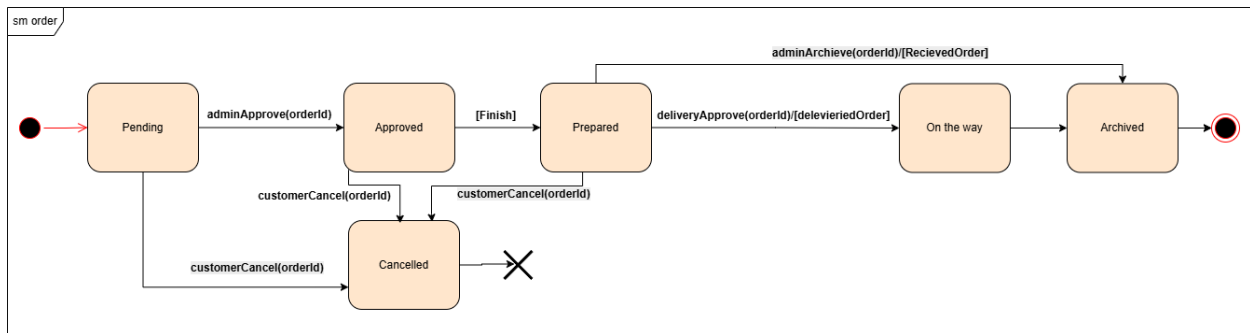 sm order
adminArchieve(orderId)/[RecievedOrder]
Pending
adminApprove(orderId)
Approved
[Finish]
Prepared
deliveryApprove(orderId)/[delevieriedOrder]
On the way
Archived
customerCancel(orderId)
customerCancel(orderId)
customerCancel(orderId)
Cancelled